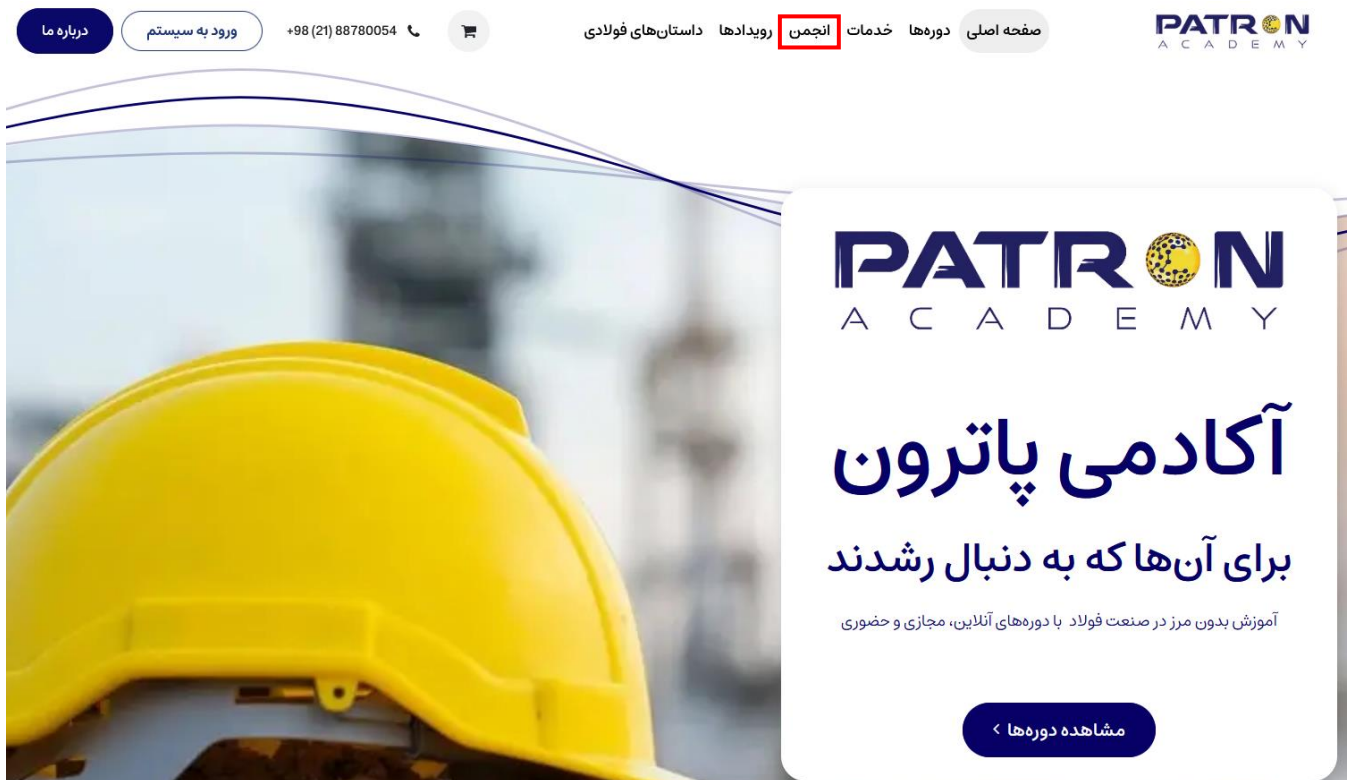 PATRON
ACADEMY
صفحه اصلی
دوره‌ها
خدمات
انجمن
رویدادها
داستان‌های فولادی
+98 (21) 88780054
ورود به سیستم
درباره ما
PATRON
ACADEMY
آکادمی پاترون
برای آن‌ها که به دنبال رشدند
آموزش بدون مرز در صنعت فولاد با دوره‌های آنلاین، مجازی و حضوری
مشاهده دوره‌ها >